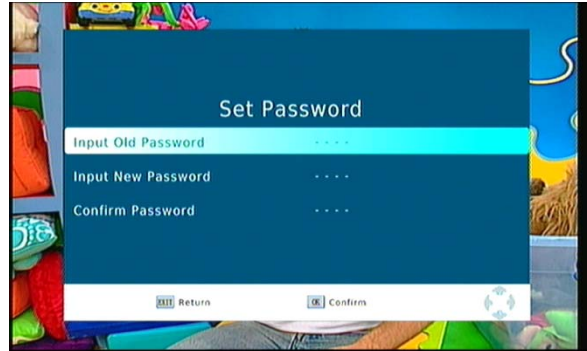 Set Password
Input Old Password - - - -
Input New Password - - - -
Confirm Password - - - -
EXIT Return OK Confirm